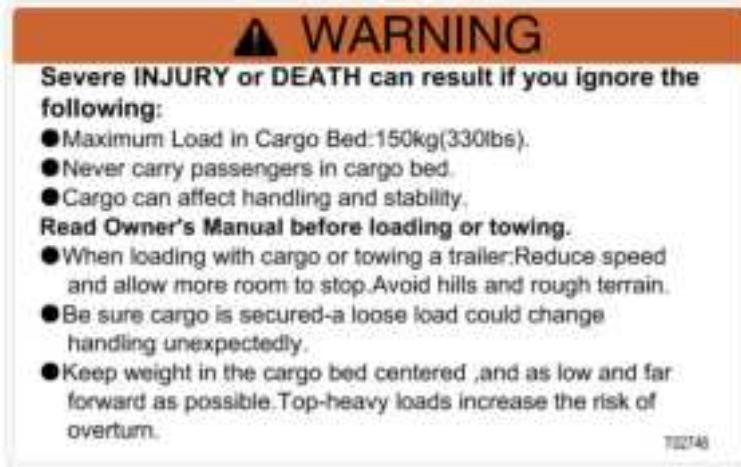 WARNING
Severe INJURY or DEATH can result if you ignore the
following:
●Maximum Load in Cargo Bed:150kg(330lbs).
●Never carry passengers in cargo bed.
●Cargo can affect handling and stability.
Read Owner's Manual before loading or towing.
●When loading with cargo or towing a trailer:Reduce speed
and allow more room to stop.Avoid hills and rough terrain.
●Be sure cargo is secured-a loose load could change
handling unexpectedly.
●Keep weight in the cargo bed centered ,and as low and far
forward as possible.Top-heavy loads increase the risk of
overturn.